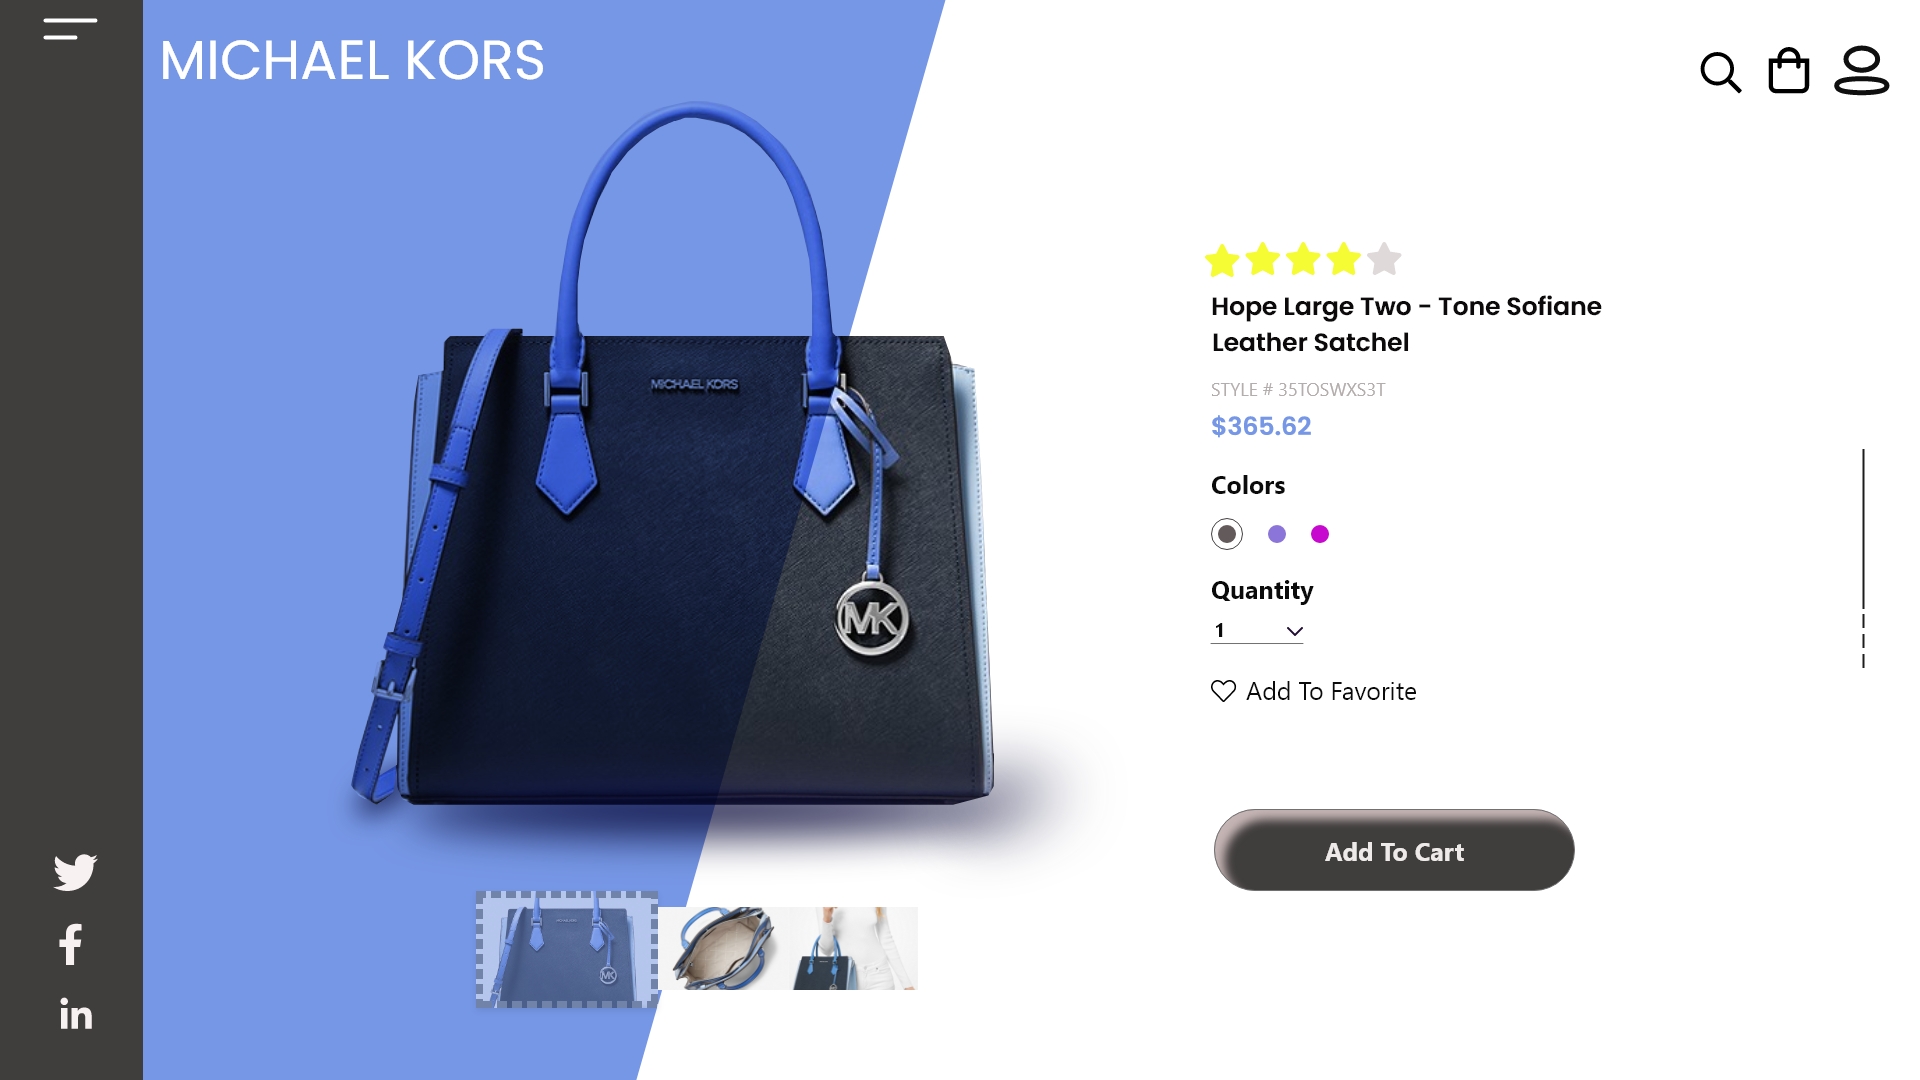 MICHAEL KORS
MICHAEL KORS
MK
Hope Large Two - Tone Sofiane
Leather Satchel
STYLE # 35TOSWXS3T
$365.62
Colors
Quantity
1
Add To Favorite
Add To Cart
MK
in